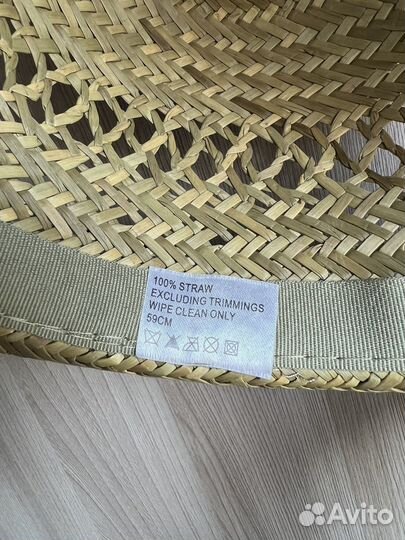 100% STRAW
EXCLUDING TRIMMINGS
WIPE CLEAN ONLY
59CM
Avito